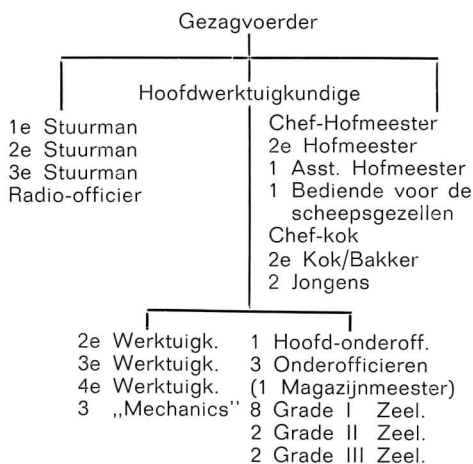 Gezagvoerder
Hoofdwerktuigkundige
1e Stuurman
2e Stuurman
3e Stuurman
Radio-officier
Chef-Hofmeester
2e Hofmeester
1 Asst. Hofmeester
1 Bediende voor de
scheepsgezellen
Chef-kok
2e Kok/Bakker
2 Jongens
2e Werktuigk.
3e Werktuigk.
4e Werktuigk.
3 „Mechanics"
1 Hoofd-onderoff.
3 Onderofficieren
(1 Magazijnmeester)
8 Grade I Zeel.
2 Grade II Zeel.
2 Grade III Zeel.